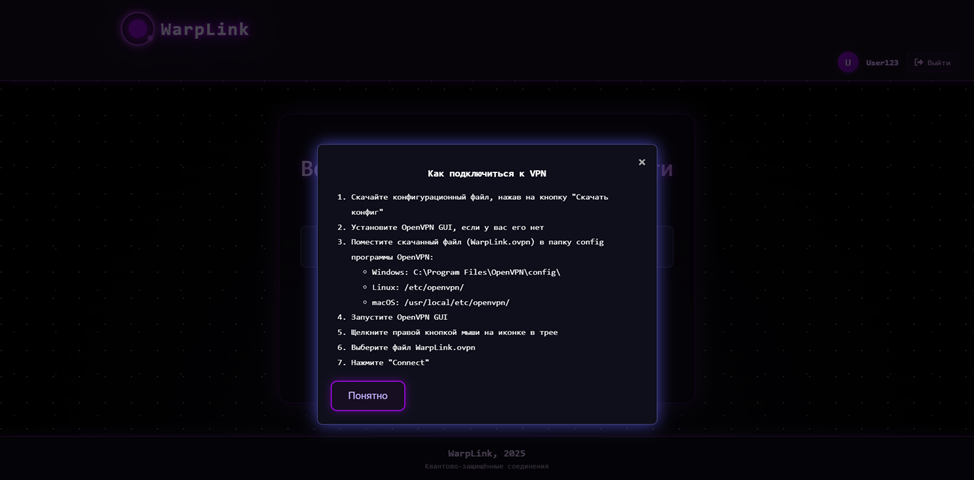 WarpLink
U User123 Выйти
Как подключиться к VPN
1. Скачайте конфигурационный файл, нажав на кнопку "Скачать
конфиг"
2. Установите OpenVPN GUI, если у вас его нет
3. Поместите скачанный файл (WarpLink.ovpn) в папку config
программы OpenVPN:
Windows: C:\Program Files\OpenVPN\config\
Linux: /etc/openvpn/
macOS: /usr/local/etc/openvpn/
4. Запустите OpenVPN GUI
5. Щелкните правой кнопкой мыши на иконке в трее
6. Выберите файл WarpLink.ovpn
7. Нажмите "Connect"
Понятно
WarpLink, 2025
Квантово-защищённые соединения